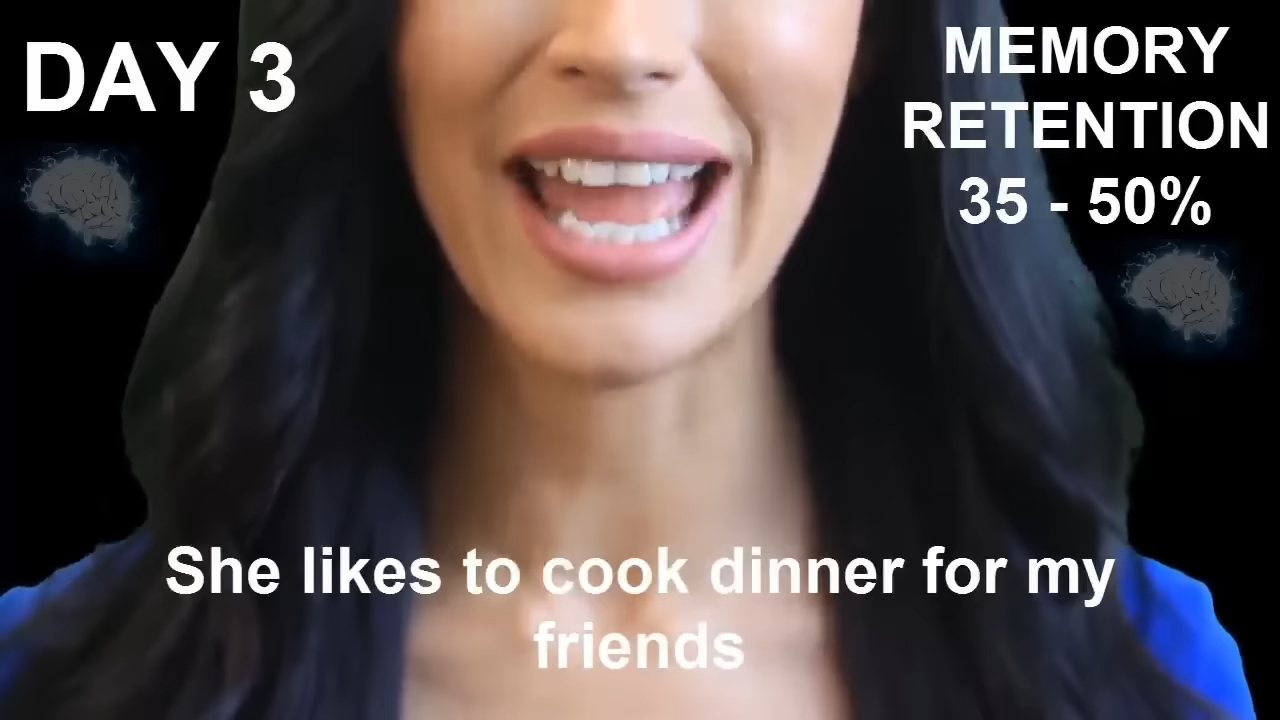 DAY 3
MEMORY
RETENTION
35 - 50%
She likes to cook dinner for my
friends